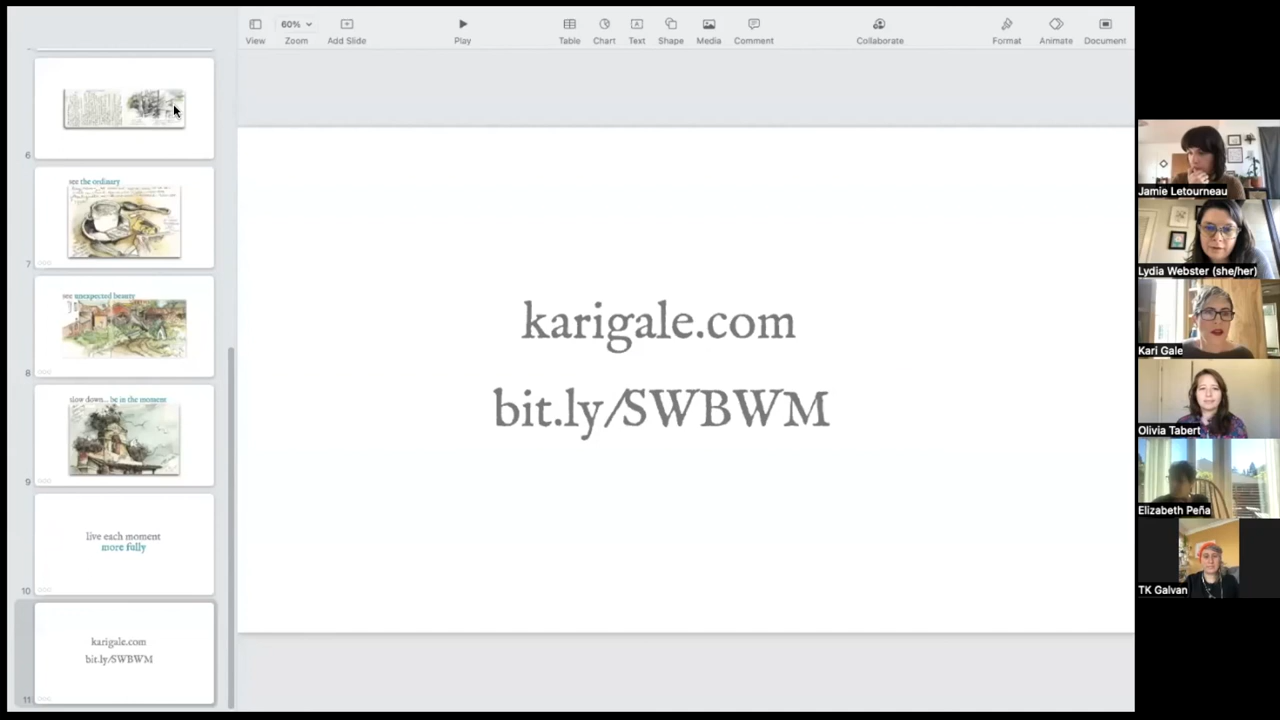 View
60%
Zoom
Add Slide
Play
Table
Chart
Text
Shape
Media
Comment
Collaborate
Format
Animate
Document
6
see the ordinary
7
see unexpected beauty
8
slow down... be in the moment
9
live each moment
more fully
10
karigale.com
bit.ly/SWBWM
11
karigale.com
bit.ly/SWBWM
Jamie Letourneau
Lydia Webster (she/her)
Kari Gale
Olivia Tabert
Elizabeth Peña
TK Galvan